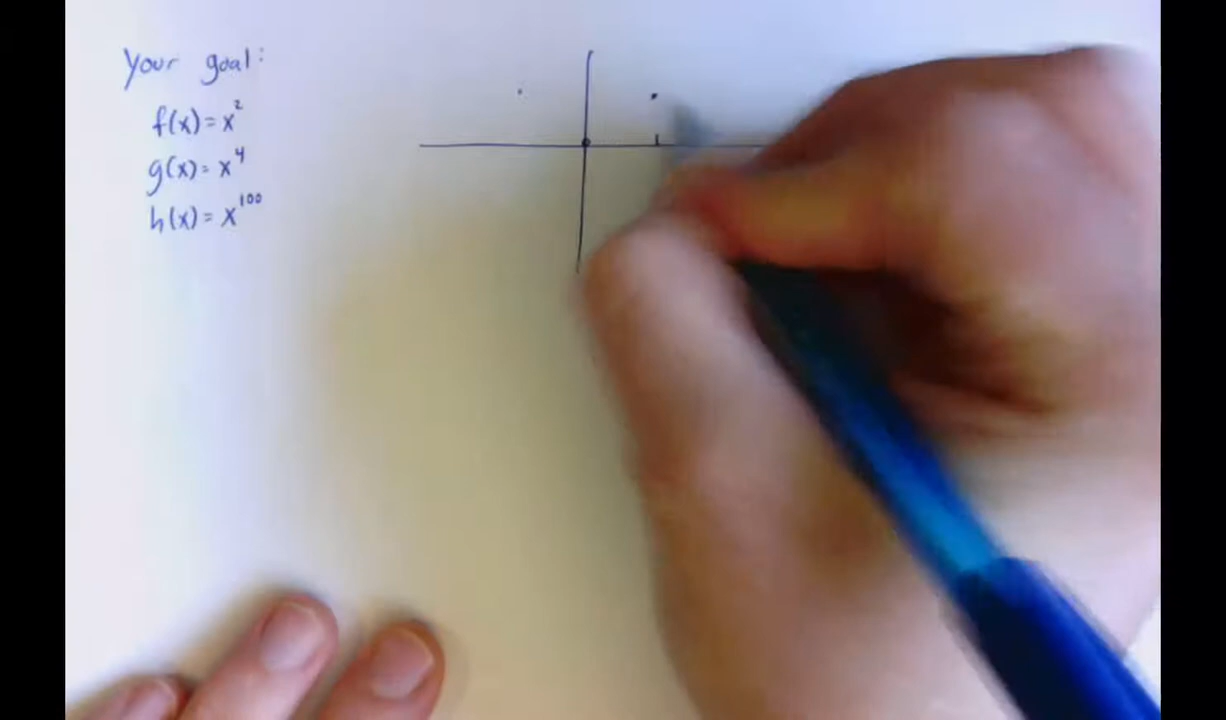 Your goal:
f(x) = x²
g(x) = x⁴
h(x) = x¹⁰⁰